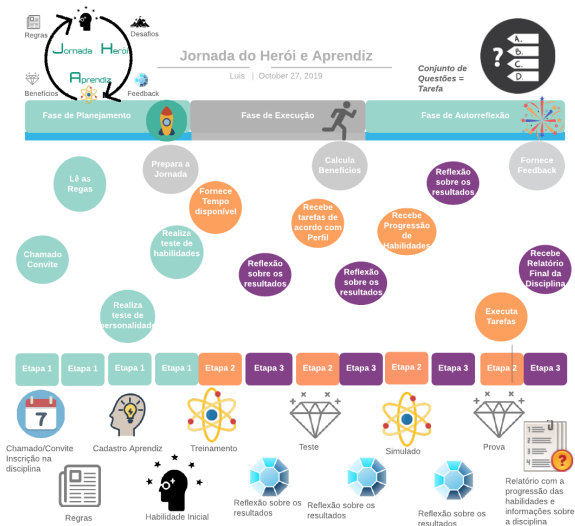 Regras
Desafios
Jornada Herói
Aprendiz
Benefícios
Feedback
Jornada do Herói e Aprendiz
Luis | October 27, 2019
Conjunto de
Questões =
Tarefa
?
A.
B.
C.
D.
Fase de Planejamento
Fase de Execução
Fase de Autorreflexão
Lê as
Regas
Prepara a
Jornada
Calcula
Benefícios
Fornece
Feedback
Fornece
Tempo
disponível
Reflexão
sobre os
resultados
Chamado
Convite
Realiza
teste de
habilidades
Recebe
tarefas de
acordo com
Perfil
Recebe
Progressão
de
Habilidades
Reflexão
sobre os
resultados
Reflexão
sobre os
resultados
Recebe
Relatório
Final da
Disciplina
Realiza
teste de
personalidade
Executa
Tarefas
Etapa 1
Etapa 1
Etapa 1
Etapa 1
Etapa 2
Etapa 3
Etapa 2
Etapa 3
Etapa 2
Etapa 3
Etapa 2
Etapa 3
7
Chamado/Convite
Inscrição na
disciplina
Cadastro Aprendiz
Treinamento
Teste
Simulado
Prova
?
Regras
Habilidade Inicial
Reflexão sobre os
resultados
Reflexão sobre os
resultados
Reflexão sobre os
resultados
Relatório com a
progressão das
habilidades e
informações sobre
a disciplina